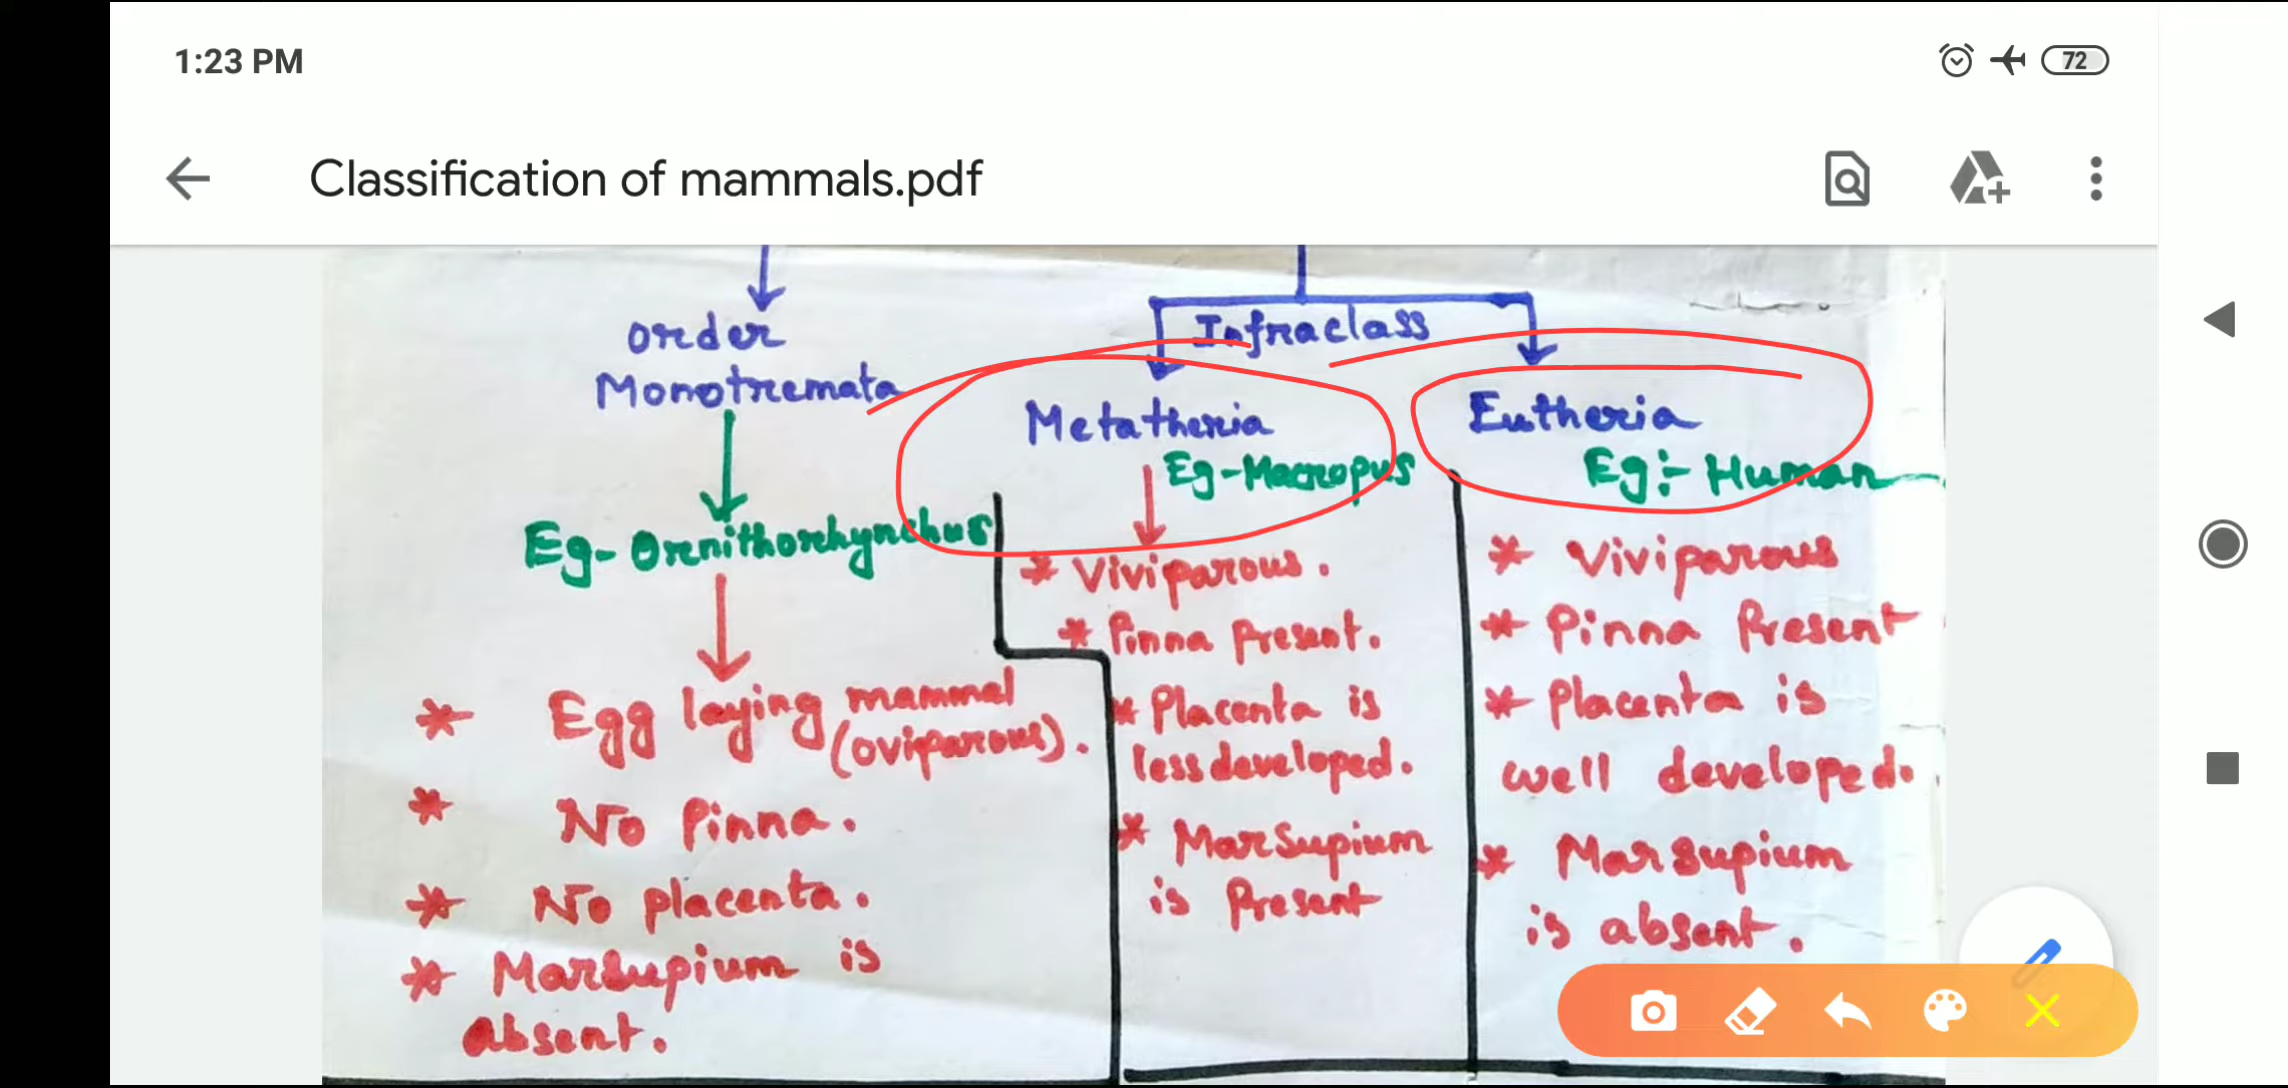 1:23 PM
72
Classification of mammals.pdf
order
Monotremata
Eg- Ornithorhynchus
* Egg laying mammal
(oviparous).
* No Pinna.
* No placenta.
* Marsupium is
absent.
Infraclass
Metatheria
Eg- Macropus
* Viviparous.
* Pinna Present.
* Placenta is
less developed.
* Marsupium
is Present
Eutheria
Eg:- Human
* Viviparous
* Pinna Present
* Placenta is
well developed.
* Marsupium
is absent.